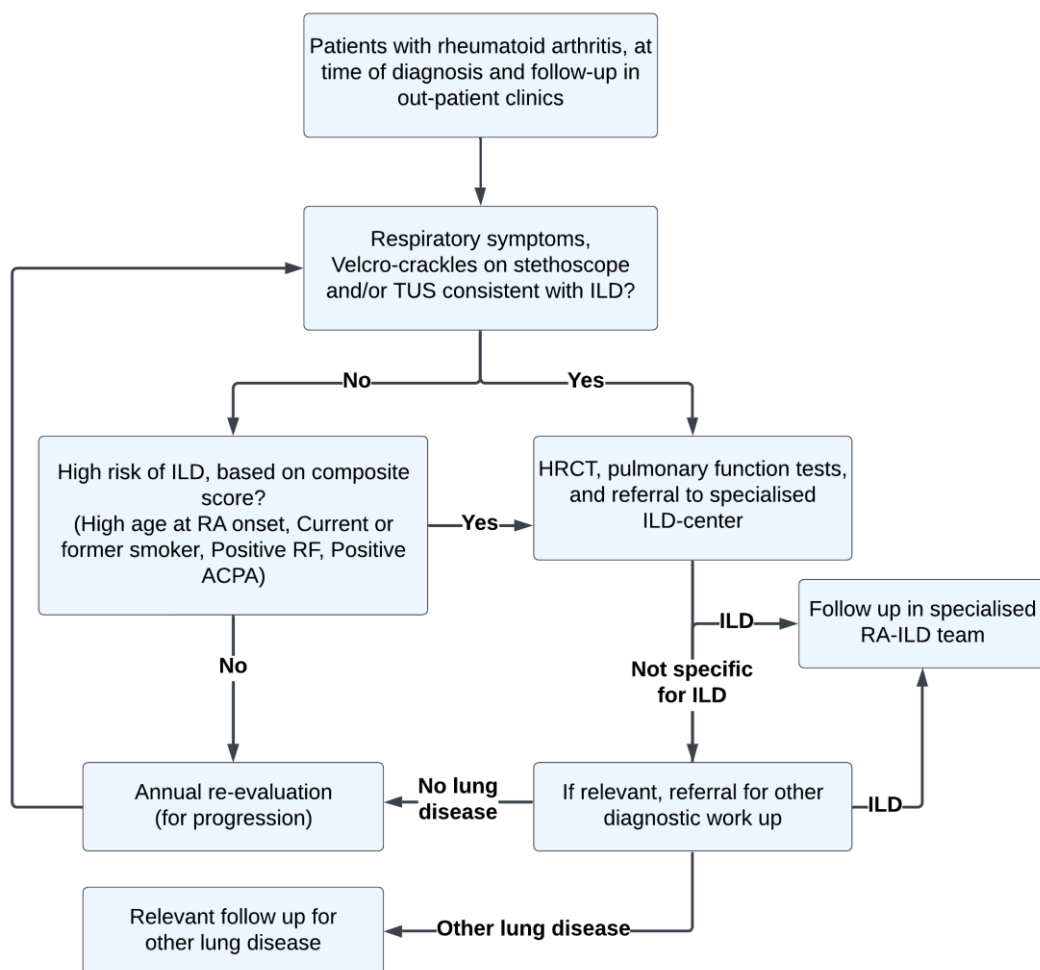 Patients with rheumatoid arthritis, at
time of diagnosis and follow-up in
out-patient clinics
Respiratory symptoms,
Velcro-crackles on stethoscope
and/or TUS consistent with ILD?
No
Yes
High risk of ILD, based on composite
score?
(High age at RA onset, Current or
former smoker, Positive RF, Positive
ACPA)
Yes
HRCT, pulmonary function tests,
and referral to specialised
ILD-center
ILD
Follow up in specialised
RA-ILD team
No
Not specific
for ILD
Annual re-evaluation
(for progression)
No lung
disease
If relevant, referral for other
diagnostic work up
ILD
Relevant follow up for
other lung disease
Other lung disease